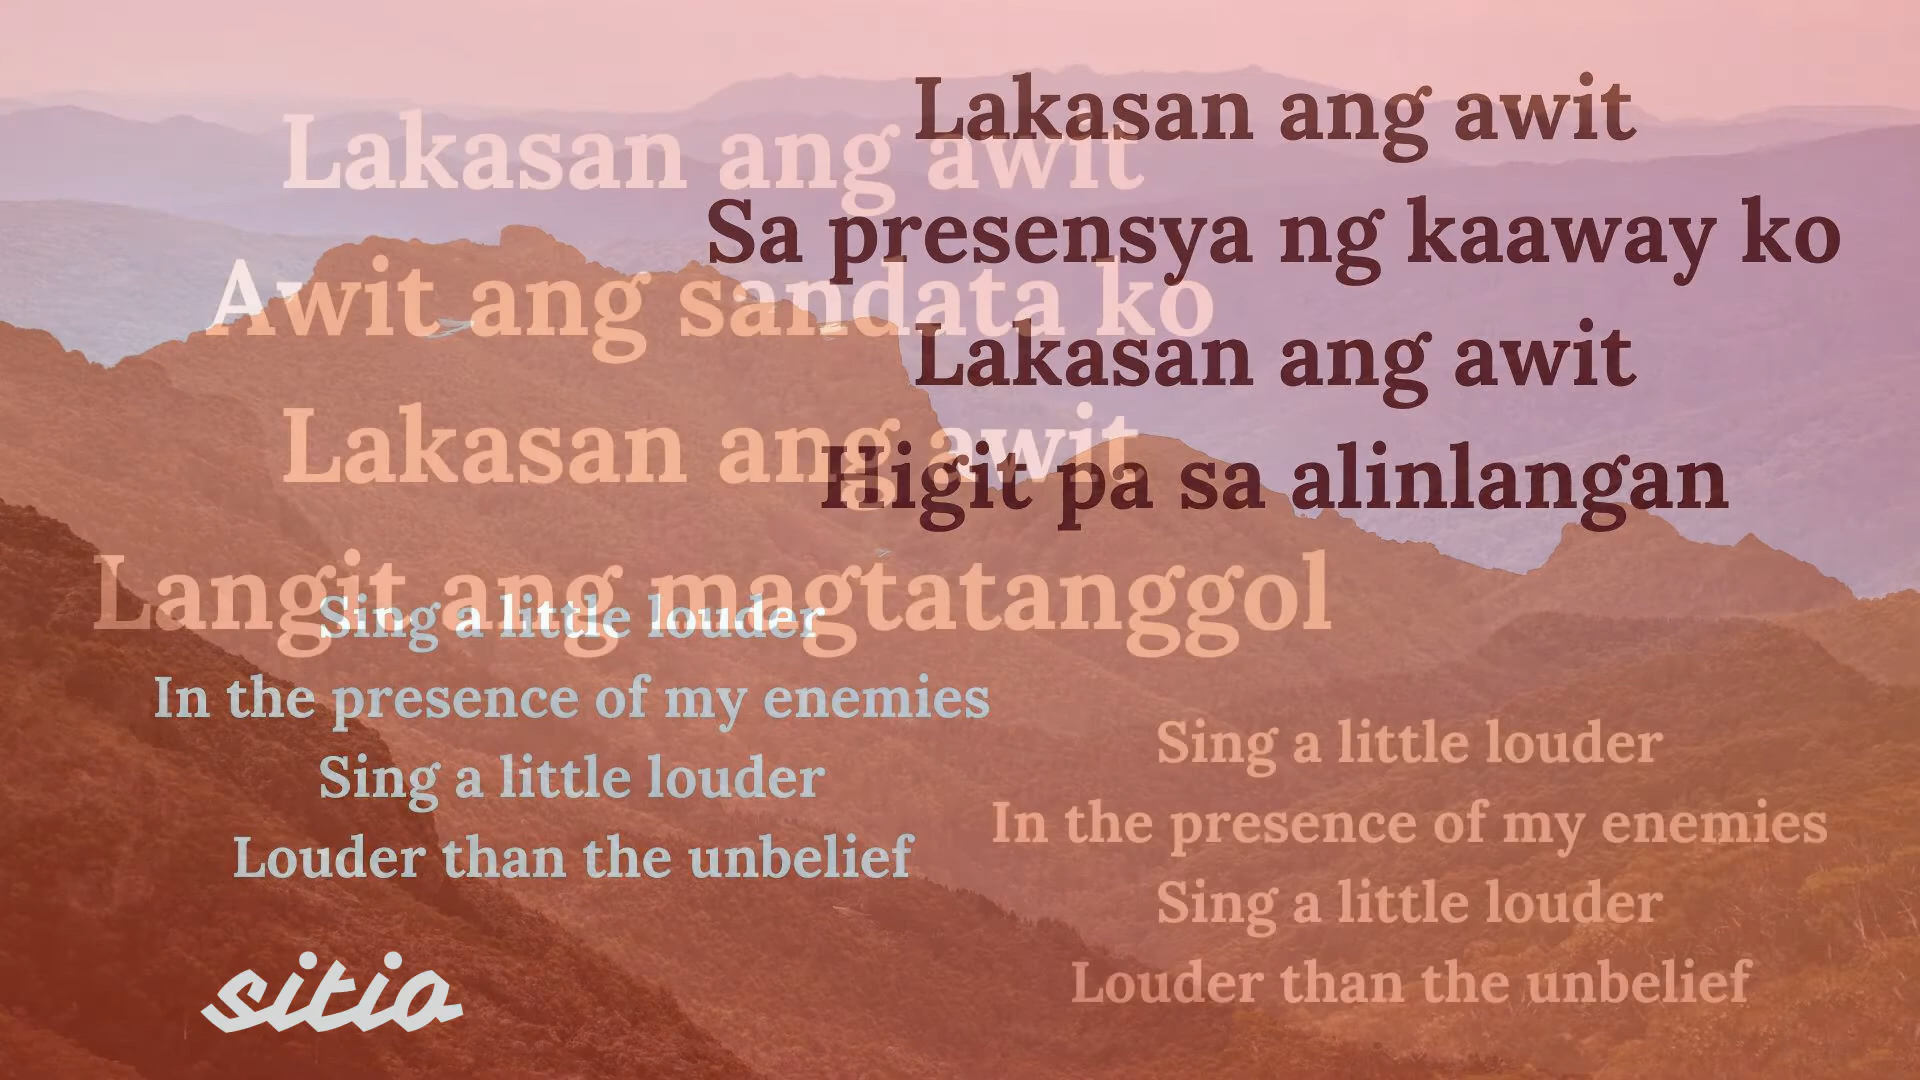 Lakasan ang awit
Sa presensya ng kaaway ko
Lakasan ang awit
Higit pa sa alinlangan
Lakasan ang awit
Awit ang sandata ko
Lakasan ang awit
Langit ang magtatanggol
Sing a little louder
In the presence of my enemies
Sing a little louder
Louder than the unbelief
Sing a little louder
In the presence of my enemies
Sing a little louder
Louder than the unbelief
sitio